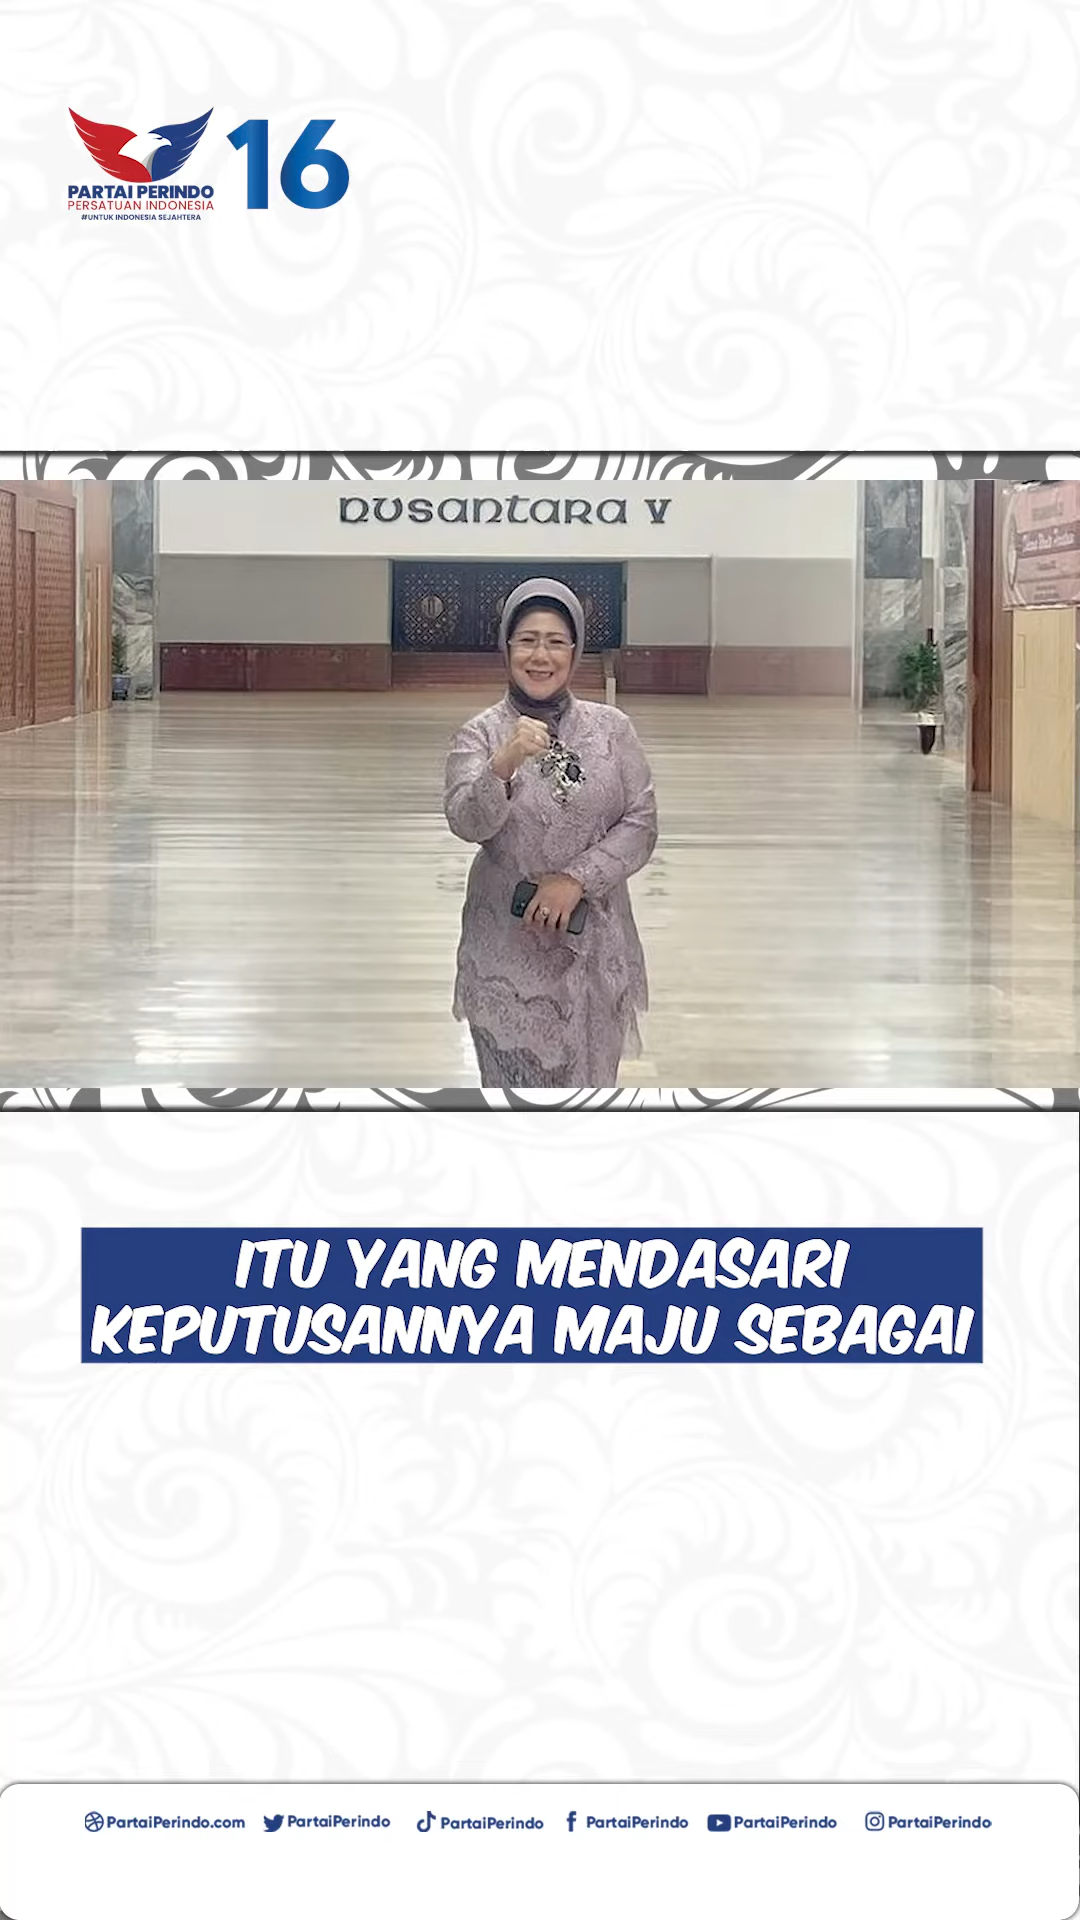 PARTAI PERINDO
PERSATUAN INDONESIA
#UNTUK INDONESIA SEJAHTERA
16
NUSANTARA V
ITU YANG MENDASARI
KEPUTUSANNYA MAJU SEBAGAI
PartaiPerindo.com PartaiPerindo PartaiPerindo PartaiPerindo PartaiPerindo PartaiPerindo